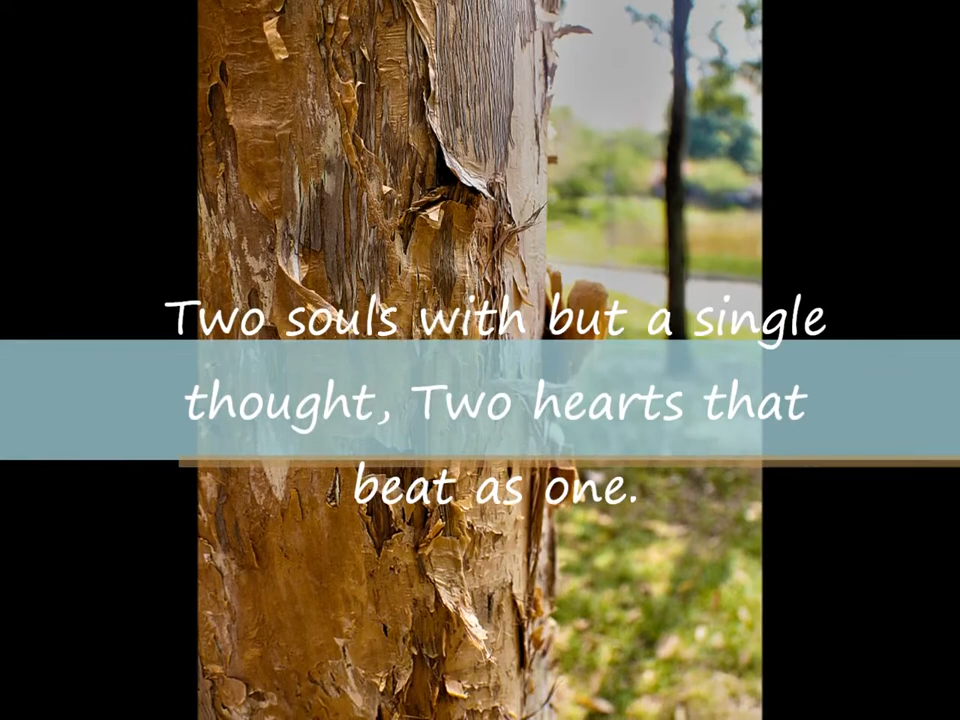 Two souls with but a single
thought, Two hearts that
beat as one.